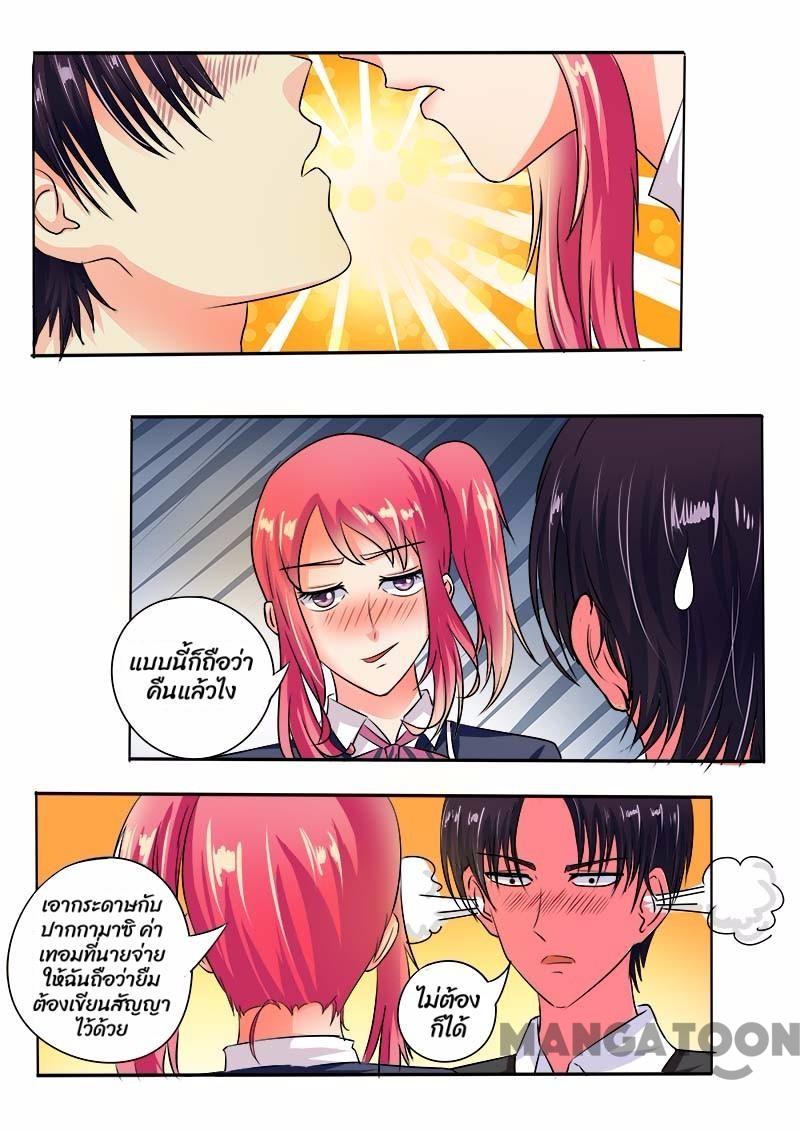 แบบนี้ก็ถือว่า
คืนแล้วไง
เอากระดาษกับ
ปากกามาซิ ค่า
เทอมที่นายจ่าย
ให้ฉันถือว่ายืม
ต้องเขียนสัญญา
ไว้ด้วย
ไม่ต้อง
ก็ได้
MANGATOON